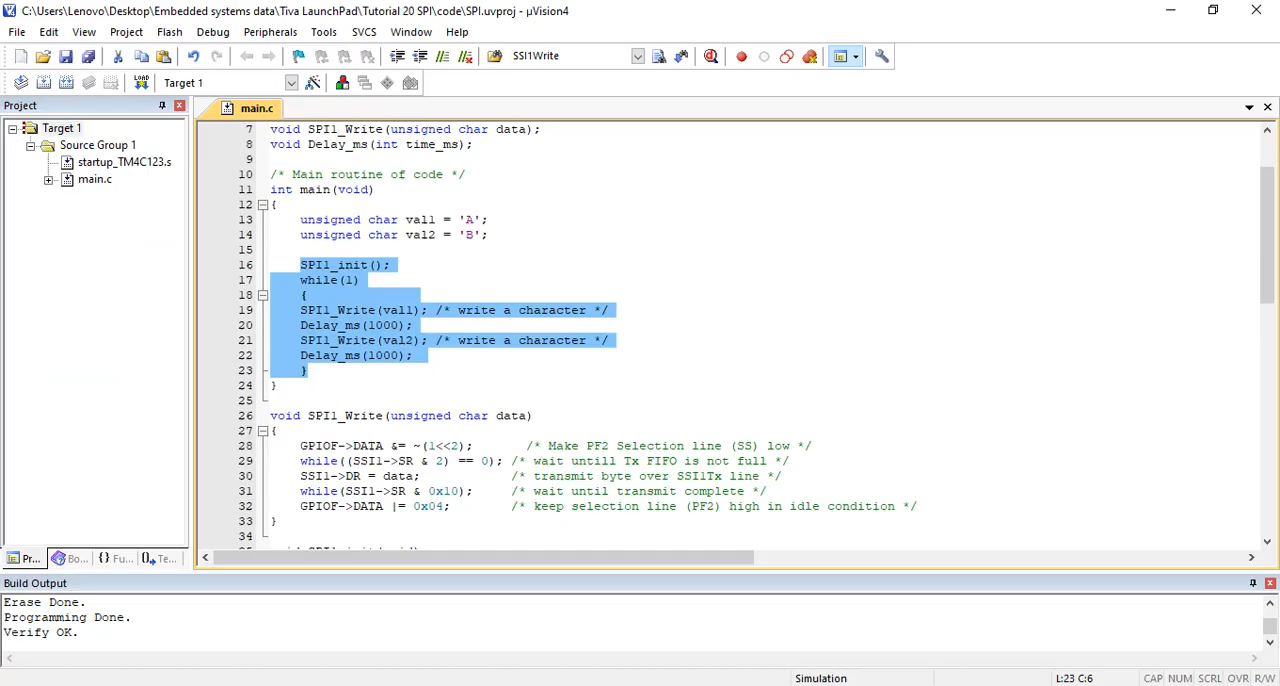 C:\Users\Lenovo\Desktop\Embedded systems data\Tiva LaunchPad\Tutorial 20 SPI\code\SPI.uvproj - µVision4
File Edit View Project Flash Debug Peripherals Tools SVCS Window Help
SSI1Write
LOAD Target 1
Project
main.c
Target 1
Source Group 1
startup_TM4C123.s
main.c
7 void SPI1_Write(unsigned char data);
8 void Delay_ms(int time_ms);
9
10 /* Main routine of code */
11 int main(void)
12 {
13 unsigned char val1 = 'A';
14 unsigned char val2 = 'B';
15
16 SPI1_init();
17 while(1)
18 {
19 SPI1_Write(val1); /* write a character */
20 Delay_ms(1000);
21 SPI1_Write(val2); /* write a character */
22 Delay_ms(1000);
23 }
24 }
25
26 void SPI1_Write(unsigned char data)
27 {
28 GPIOF->DATA &= ~(1<<2); /* Make PF2 Selection line (SS) low */
29 while((SSI1->SR & 2) == 0); /* wait untill Tx FIFO is not full */
30 SSI1->DR = data; /* transmit byte over SSI1Tx line */
31 while(SSI1->SR & 0x10); /* wait until transmit complete */
32 GPIOF->DATA |= 0x04; /* keep selection line (PF2) high in idle condition */
33 }
34
Pr... Bo... {} Fu... Te...
Build Output
Erase Done.
Programming Done.
Verify OK.
Simulation L:23 C:6 CAP NUM SCRL OVR R/W